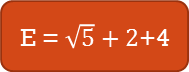 E = √5 + 2+4